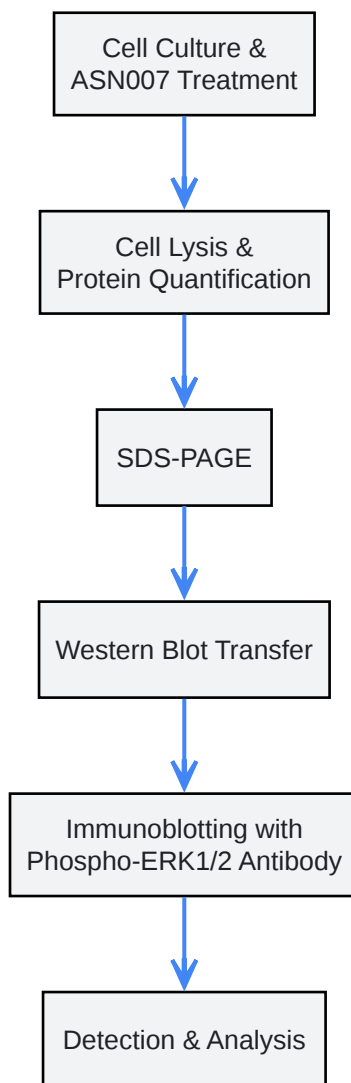 Cell Culture &
ASN007 Treatment
Cell Lysis &
Protein Quantification
SDS-PAGE
Western Blot Transfer
Immunoblotting with
Phospho-ERK1/2 Antibody
Detection & Analysis